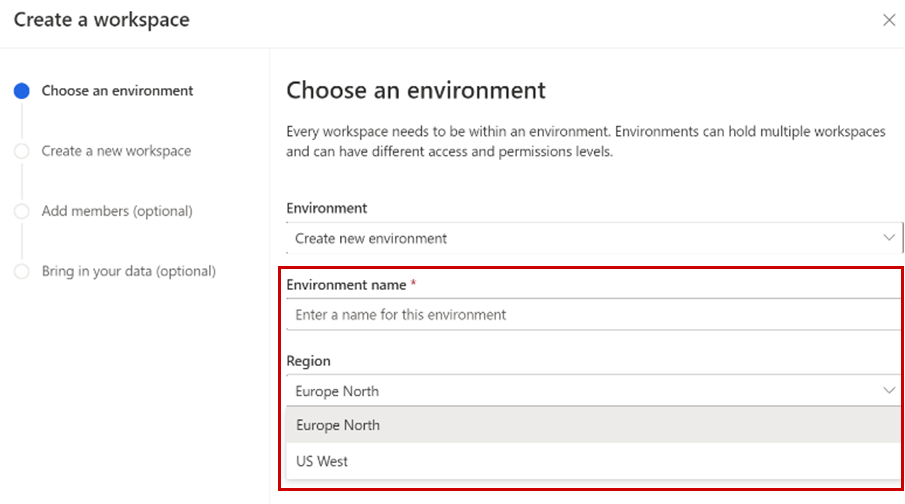 Create a workspace
Choose an environment
Create a new workspace
Add members (optional)
Bring in your data (optional)
Choose an environment
Every workspace needs to be within an environment. Environments can hold multiple workspaces
and can have different access and permissions levels.
Environment
Create new environment
Environment name *
Enter a name for this environment
Region
Europe North
Europe North
US West